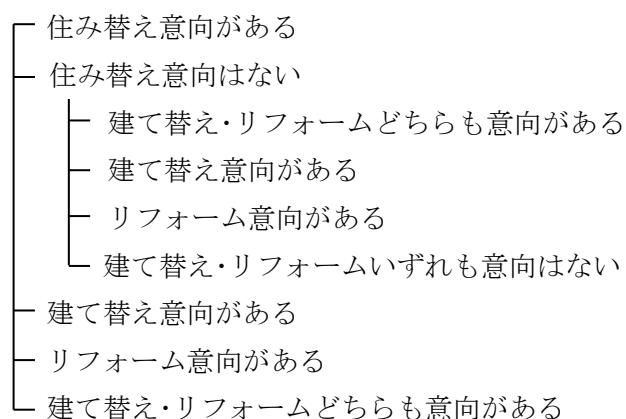 住み替え意向がある
住み替え意向はない
建て替え・リフォームどちらも意向がある
建て替え意向がある
リフォーム意向がある
建て替え・リフォームいずれも意向はない
建て替え意向がある
リフォーム意向がある
建て替え・リフォームどちらも意向がある